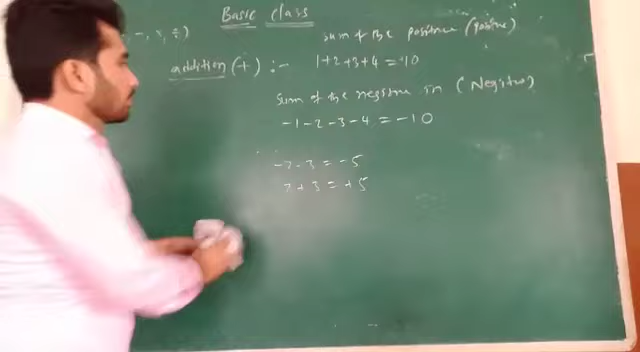 Basic class
-, ×, ÷)
sum of the positive (positive)
addition (+) :-
1+2+3+4 = 10
sum of the negative in (Negative)
-1-2-3-4 = -10
-2-3 = -5
2+3 = +5